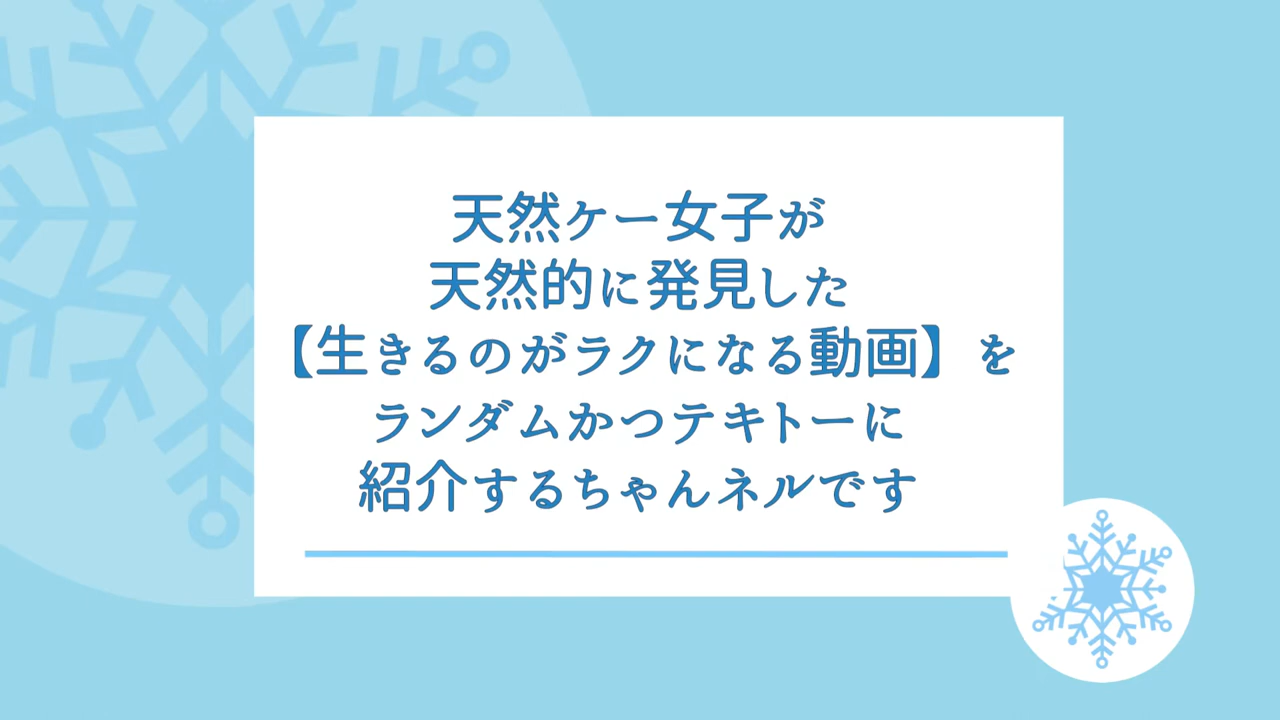 天然ケー女子が
天然的に発見した
【生きるのがラクになる動画】を
ランダムかつテキトーに
紹介するちゃんネルです